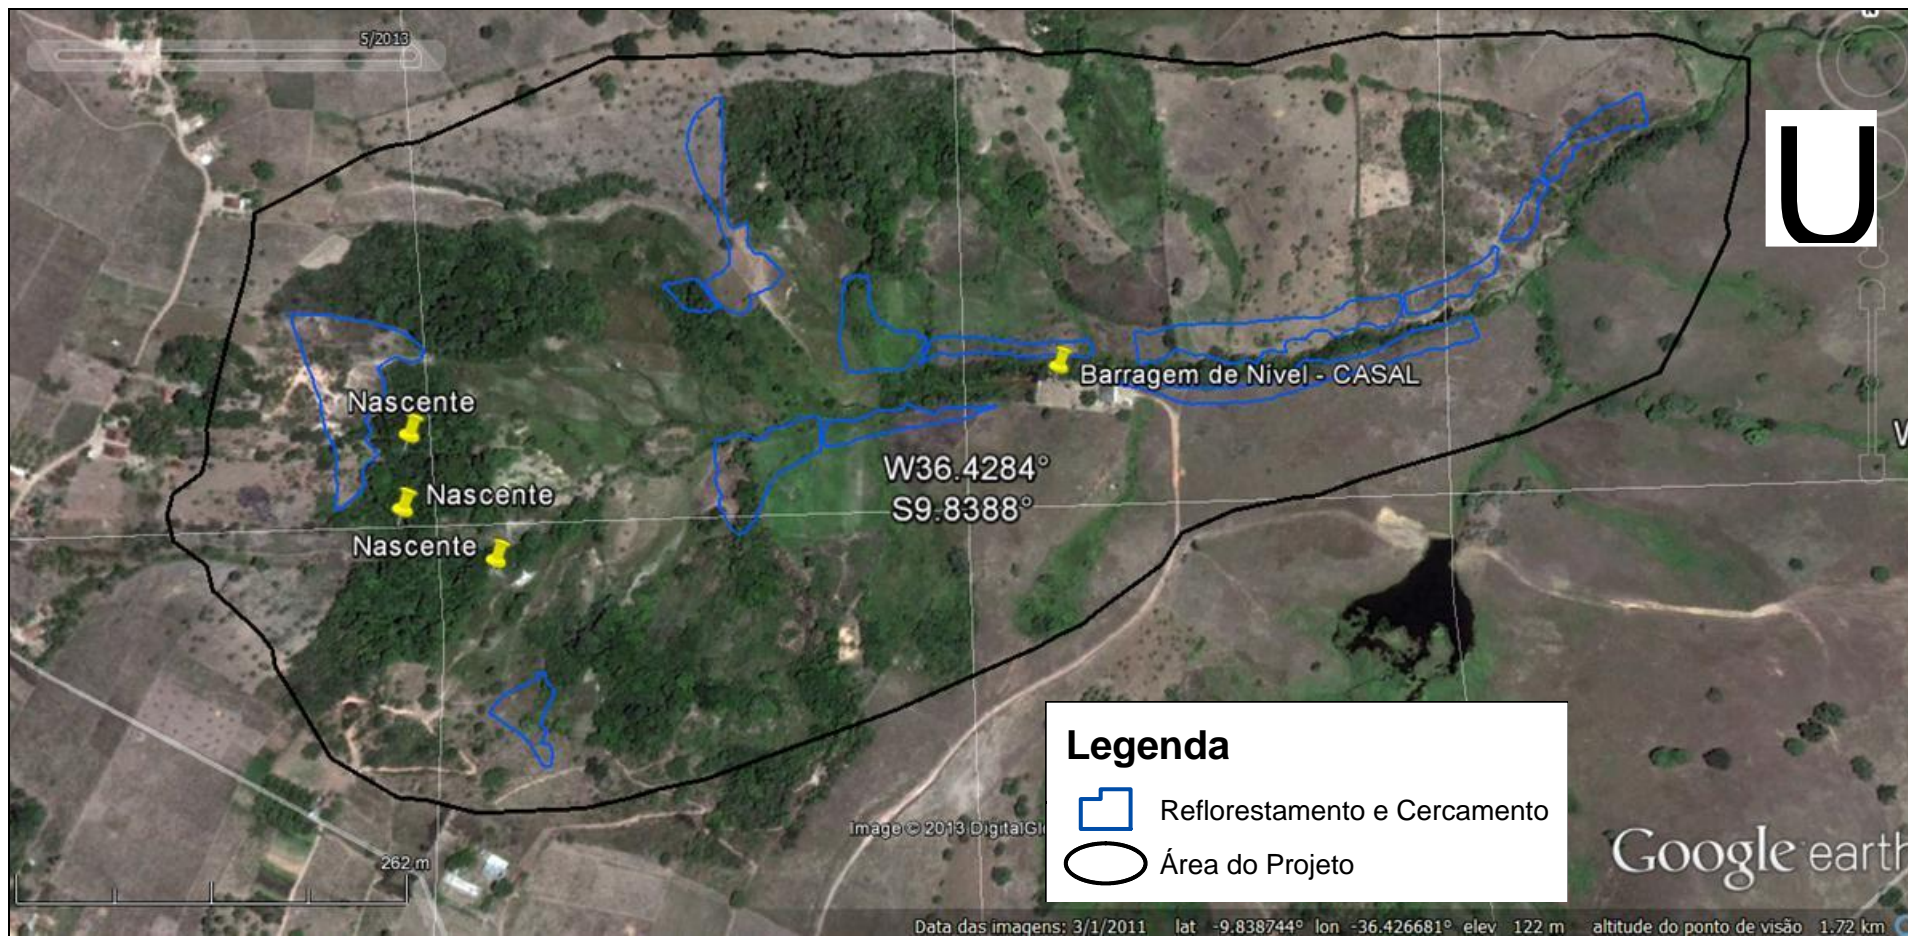 5/2013
U
Barragem de Nível - CASAL
Nascente
W36.4284°
S9.8388°
Nascente
Nascente
Legenda
Reflorestamento e Cercamento
Área do Projeto
Image © 2013 DigitalGl
262 m
Google earth
Data das imagens: 3/1/2011 lat -9.838744° lon -36.426681° elev 122 m altitude do ponto de visão 1.72 km